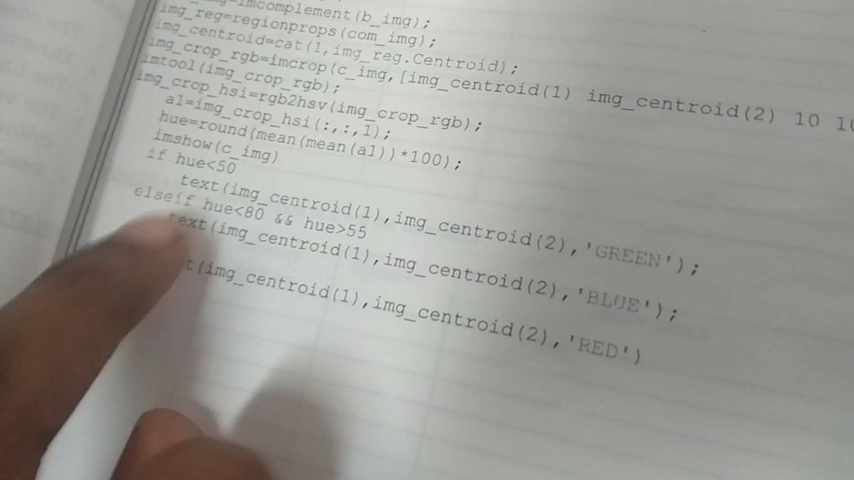 imcomplement(b_img);
img_reg=regionprops(com_img);
img_centroid=cat(1,img_reg.Centroid);
img_crop_rgb=imcrop(c_img,[img_centroid(1) img_centroid(2) 10 10
imtool(img_crop_rgb);
img_crop_hsi=rgb2hsv(img_crop_rgb);
a1=img_crop_hsi(:,:,1);
hue=round(mean(mean(a1))*100);
imshow(c_img)
if hue<50
text(img_centroid(1),img_centroid(2),'GREEN');
elseif hue<80 && hue>55
text(img_centroid(1),img_centroid(2),'BLUE');
t(img_centroid(1),img_centroid(2),'RED')